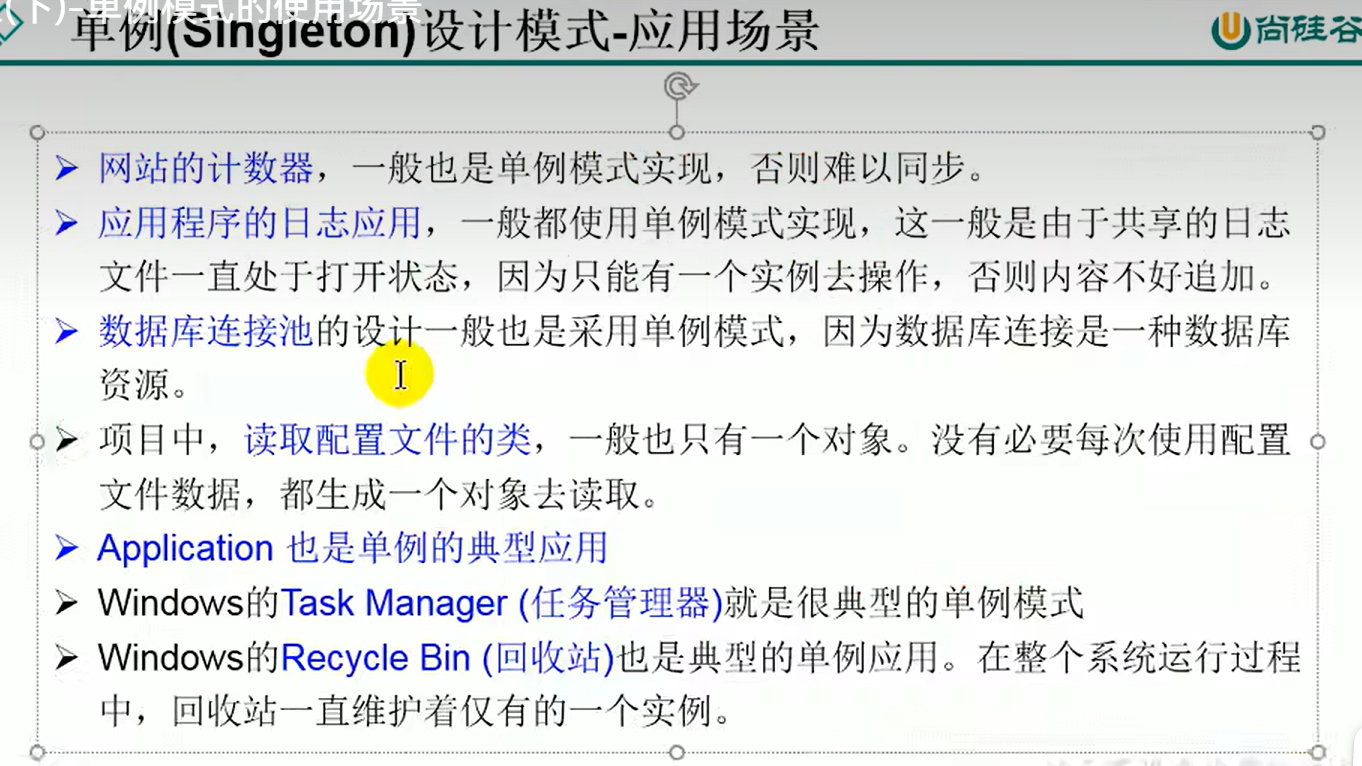 (下)-单例模式的使用场景
单例(Singleton)设计模式-应用场景
尚硅谷
网站的计数器，一般也是单例模式实现，否则难以同步。
应用程序的日志应用，一般都使用单例模式实现，这一般是由于共享的日志
文件一直处于打开状态，因为只能有一个实例去操作，否则内容不好追加。
数据库连接池的设计一般也是采用单例模式，因为数据库连接是一种数据库
资源。
项目中，读取配置文件的类，一般也只有一个对象。没有必要每次使用配置
文件数据，都生成一个对象去读取。
Application 也是单例的典型应用
Windows的Task Manager (任务管理器)就是很典型的单例模式
Windows的Recycle Bin (回收站)也是典型的单例应用。在整个系统运行过程
中，回收站一直维护着仅有的一个实例。